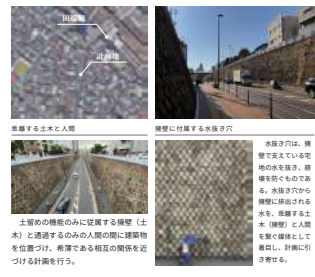 田端駅
計画地
乖離する土木と人間
擁壁に付属する水抜き穴
土留めの機能のみに従属する擁壁（土
木）と通過するのみの人間の間に建築物
を位置づけ、希薄である相互の関係を近
づける計画を行う。
水抜き穴は、擁
壁で支えている宅
地の水を抜き、崩
壊を防ぐものであ
る。水抜き穴から
擁壁に排出される
水を、乖離する土
木（擁壁）と人間
を繋ぐ媒体として
着目し、計画に引
き寄せる。